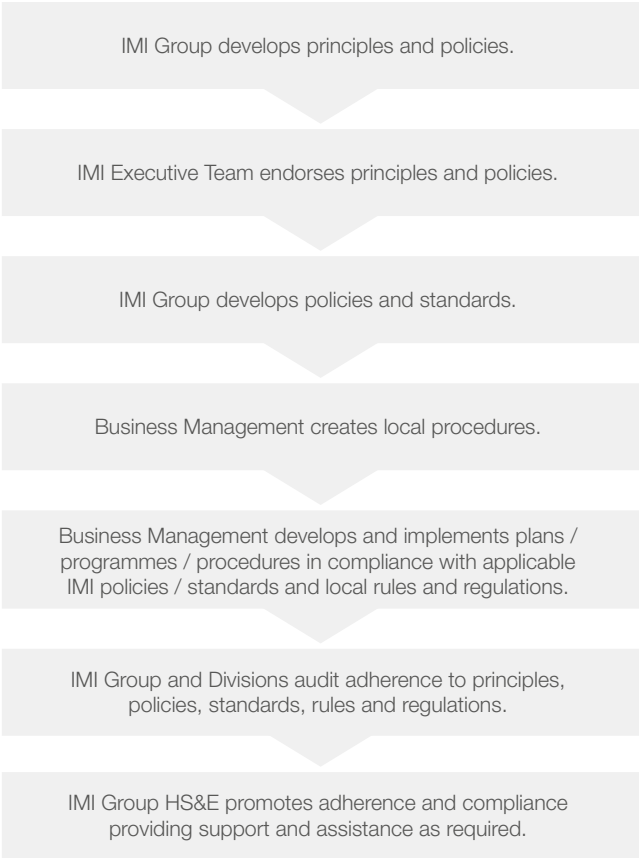 IMI Group develops principles and policies.
IMI Executive Team endorses principles and policies.
IMI Group develops policies and standards.
Business Management creates local procedures.
Business Management develops and implements plans /
programmes / procedures in compliance with applicable
IMI policies / standards and local rules and regulations.
IMI Group and Divisions audit adherence to principles,
policies, standards, rules and regulations.
IMI Group HS&E promotes adherence and compliance
providing support and assistance as required.